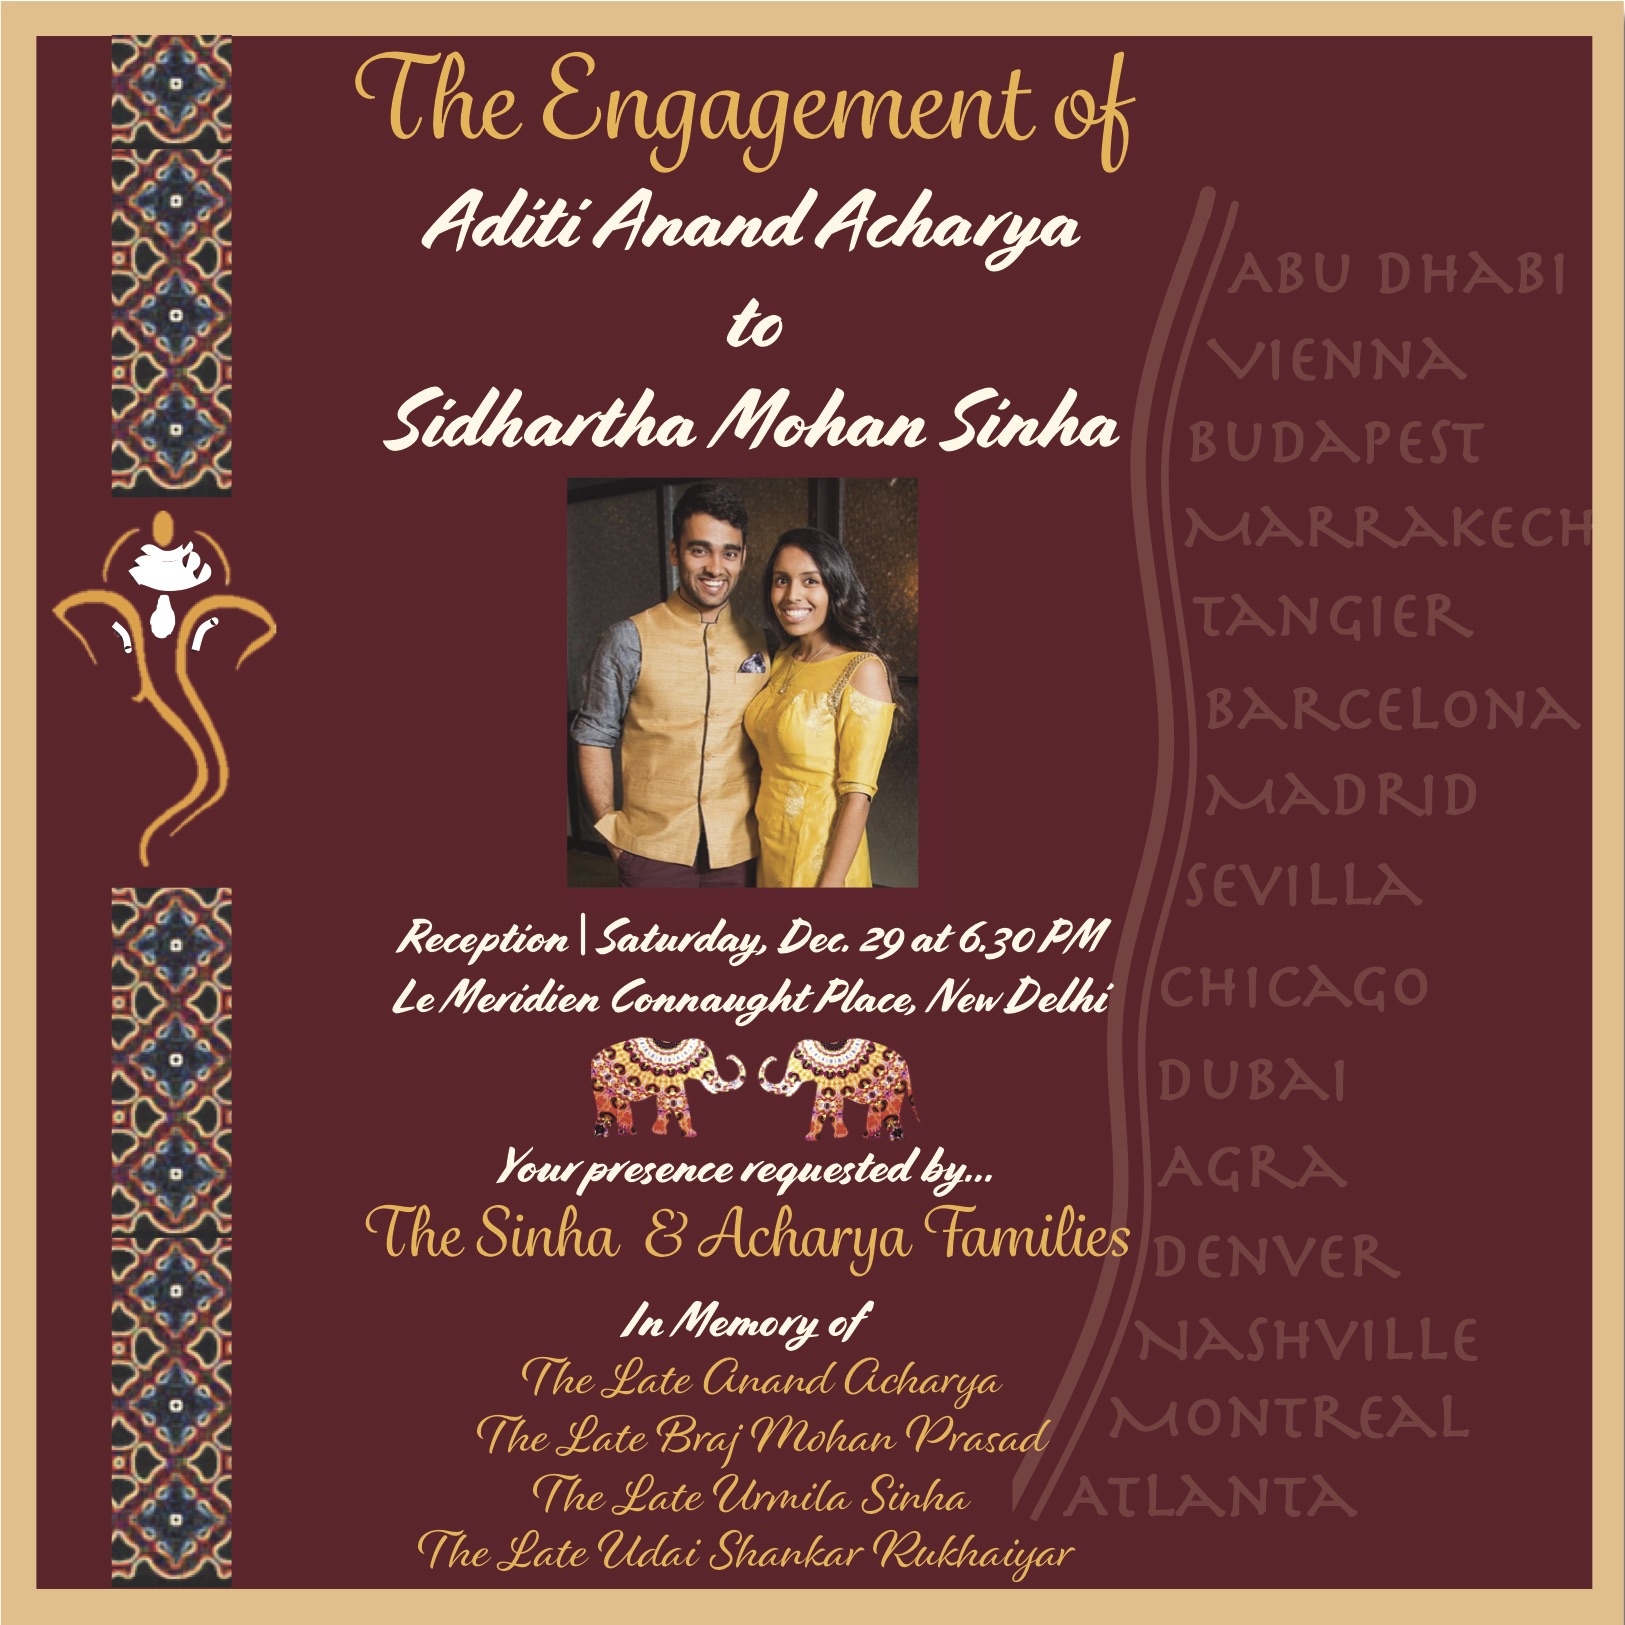 The Engagement of
Aditi Anand Acharya
to
Sidhartha Mohan Sinha
Reception | Saturday, Dec. 29 at 6.30 PM
Le Meridien Connaught Place, New Delhi
Your presence requested by...
The Sinha & Acharya Families
In Memory of
The Late Anand Acharya
The Late Braj Mohan Prasad
The Late Urmila Sinha
The Late Udai Shankar Rukhaiyar
ABU DHABI
VIENNA
BUDAPEST
MARRAKECH
TANGIER
BARCELONA
MADRID
SEVILLA
CHICAGO
DUBAI
AGRA
DENVER
NASHVILLE
MONTREAL
ATLANTA